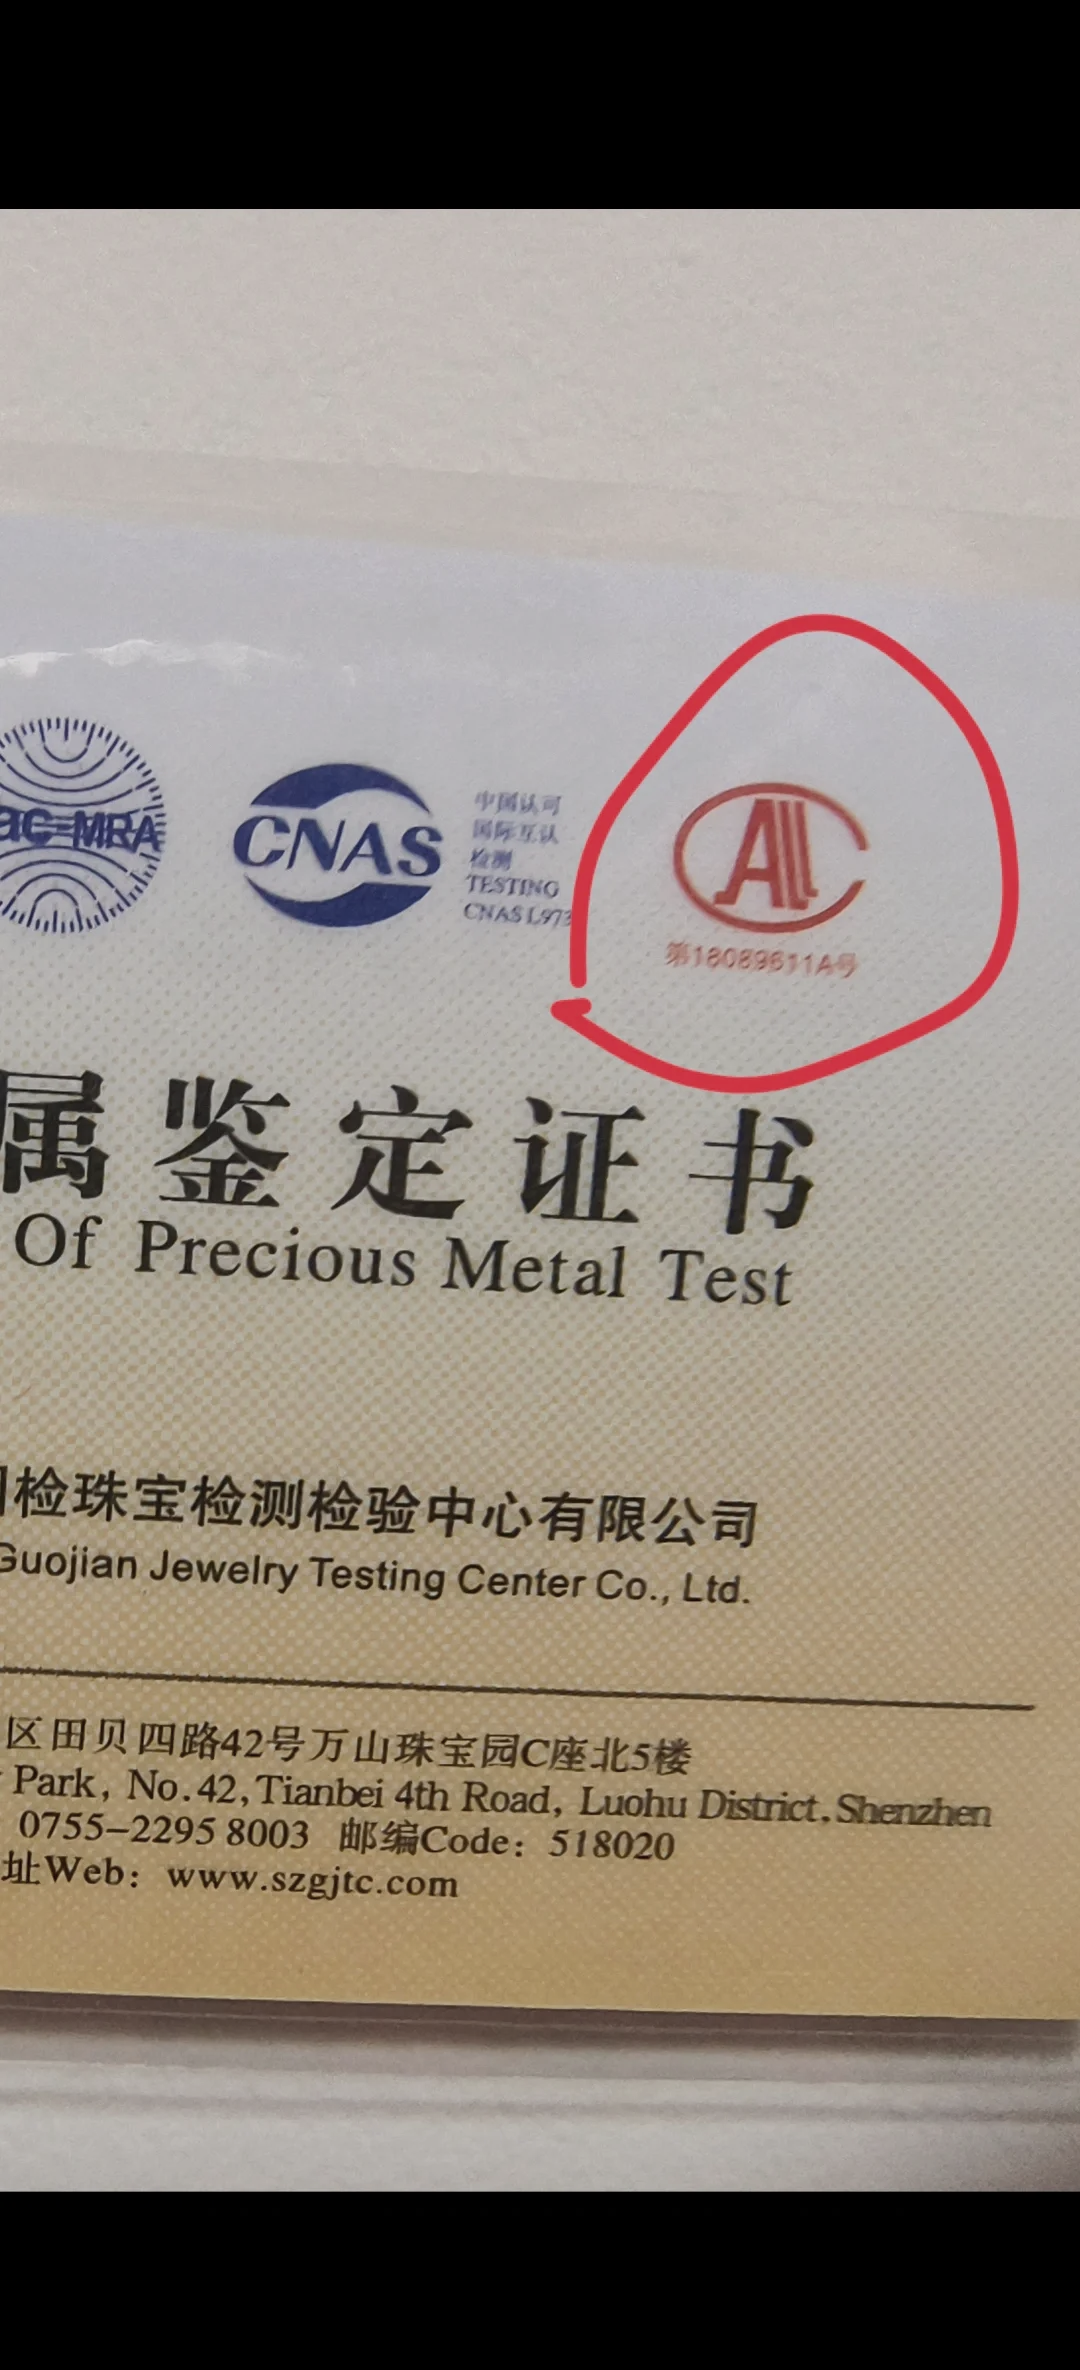 ac-MRA
CNAS
中国认可
国际互认
检测
TESTING
CNAS L973
第18089611A号
属鉴定证书
Of Precious Metal Test
检珠宝检测检验中心有限公司
Guojian Jewelry Testing Center Co., Ltd.
区田贝四路42号万山珠宝园C座北5楼
Park, No.42, Tianbei 4th Road, Luohu District. Shenzhen
0755-2295 8003 邮编Code: 518020
址Web: www.szgjtc.com